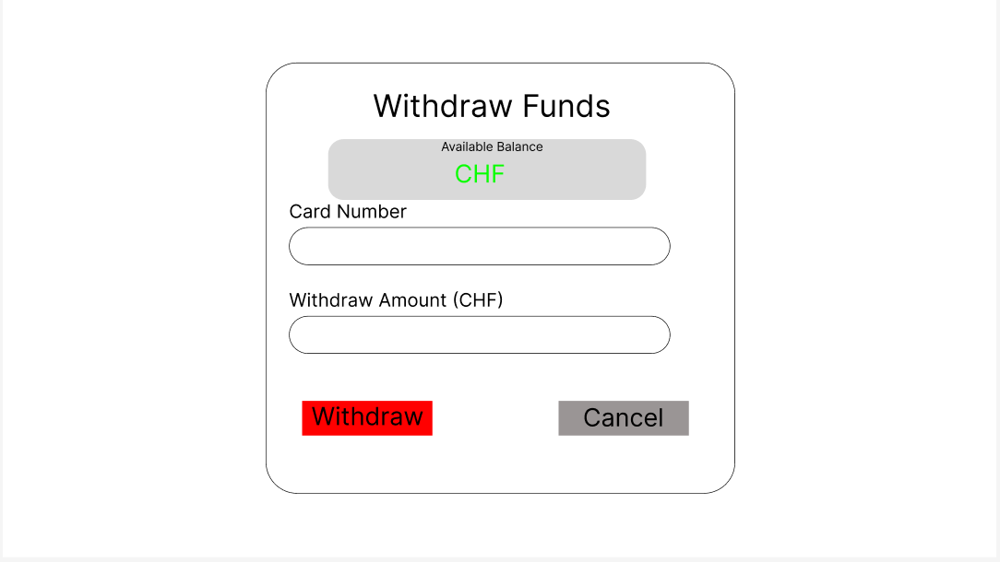 Withdraw Funds
Available Balance
CHF
Card Number
Withdraw Amount (CHF)
Withdraw
Cancel